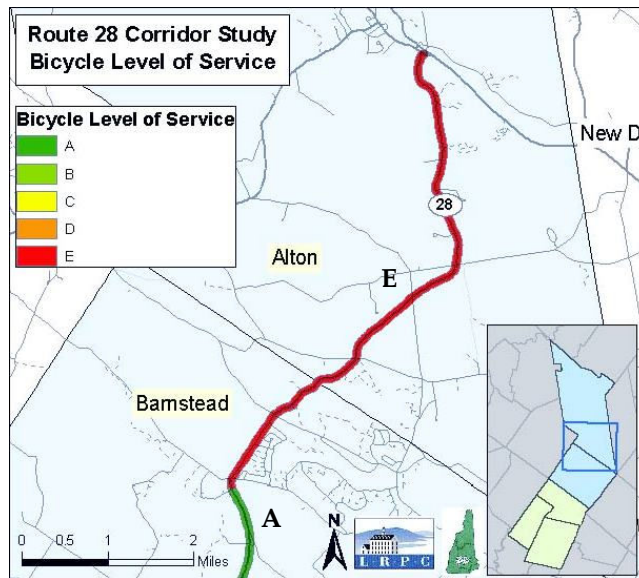 Route 28 Corridor Study
Bicycle Level of Service
Bicycle Level of Service
A
B
C
D
E
New D
28
Alton
E
Barnstead
A
N
0 0.5 1 2
Miles
L·R·P·C